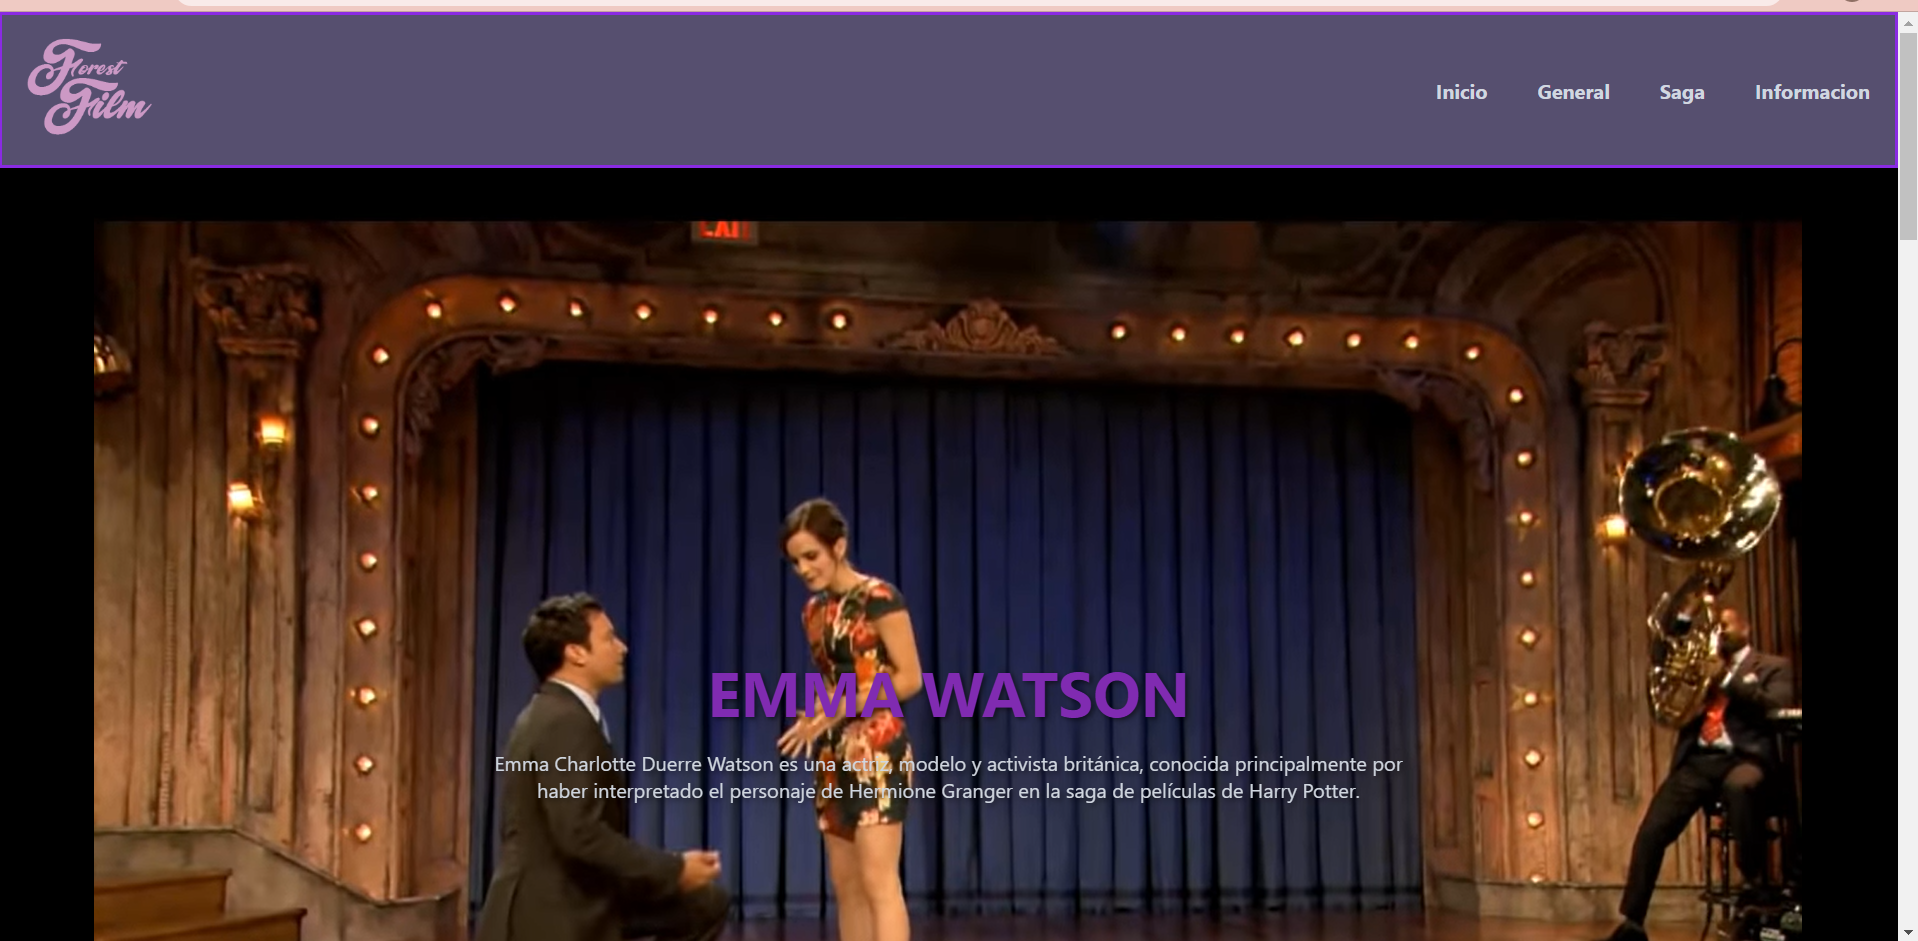 Forest
Film
Inicio General Saga Informacion
EXIT
EMMA WATSON
Emma Charlotte Duerre Watson es una actriz, modelo y activista británica, conocida principalmente por
haber interpretado el personaje de Hermione Granger en la saga de películas de Harry Potter.